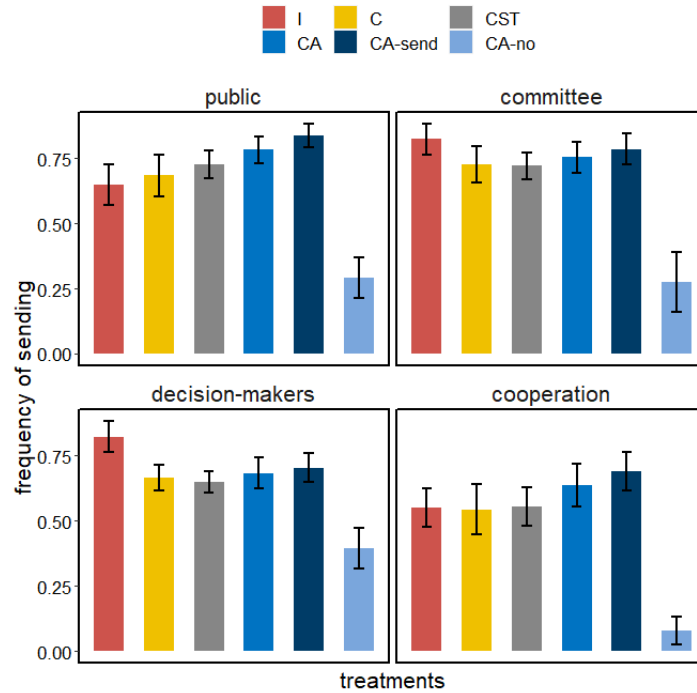 I C CST
CA CA-send CA-no
public committee
0.75
0.50
0.25
0.00
decision-makers cooperation
0.75
0.50
0.25
0.00
frequency of sending
treatments